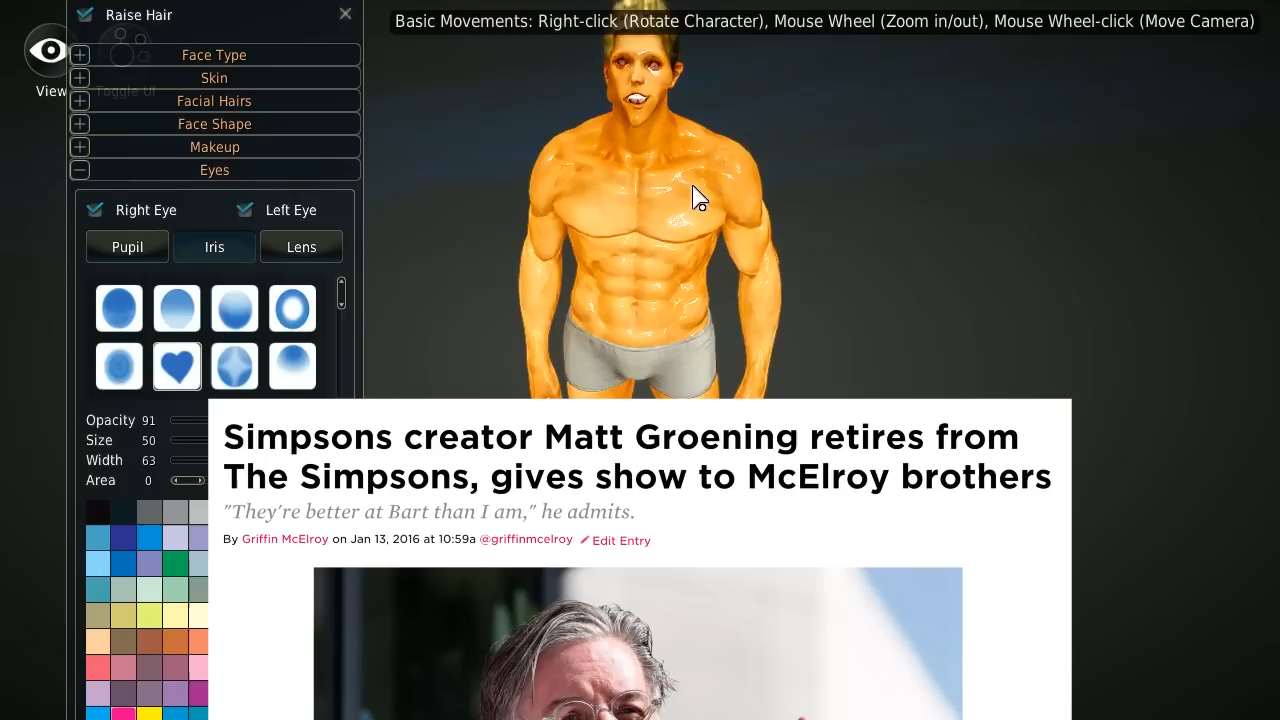 Raise Hair
Basic Movements: Right-click (Rotate Character), Mouse Wheel (Zoom in/out), Mouse Wheel-click (Move Camera)
View
Toggle UI
Face Type
Skin
Facial Hairs
Face Shape
Makeup
Eyes
Right Eye
Left Eye
Pupil
Iris
Lens
Opacity 91
Size 50
Width 63
Area 0
Simpsons creator Matt Groening retires from
The Simpsons, gives show to McElroy brothers
"They're better at Bart than I am," he admits.
By Griffin McElroy on Jan 13, 2016 at 10:59a @griffinmcelroy Edit Entry